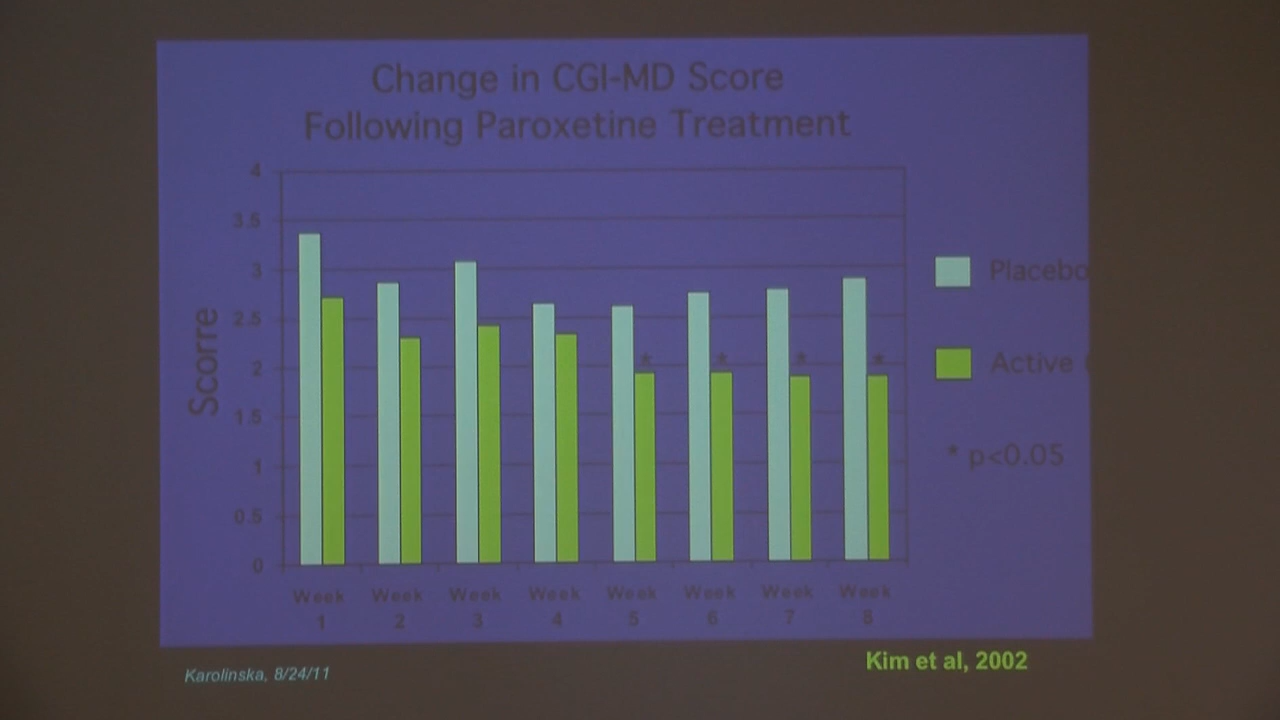 Change in CGI-MD Score
Following Paroxetine Treatment
4
3.5
3
2.5
2
1.5
1
0.5
0
Scorre
Placebo
Active
* p<0.05
* * * *
Week Week Week Week Week Week Week Week
1 2 3 4 5 6 7 8
Karolinska, 8/24/11
Kim et al, 2002